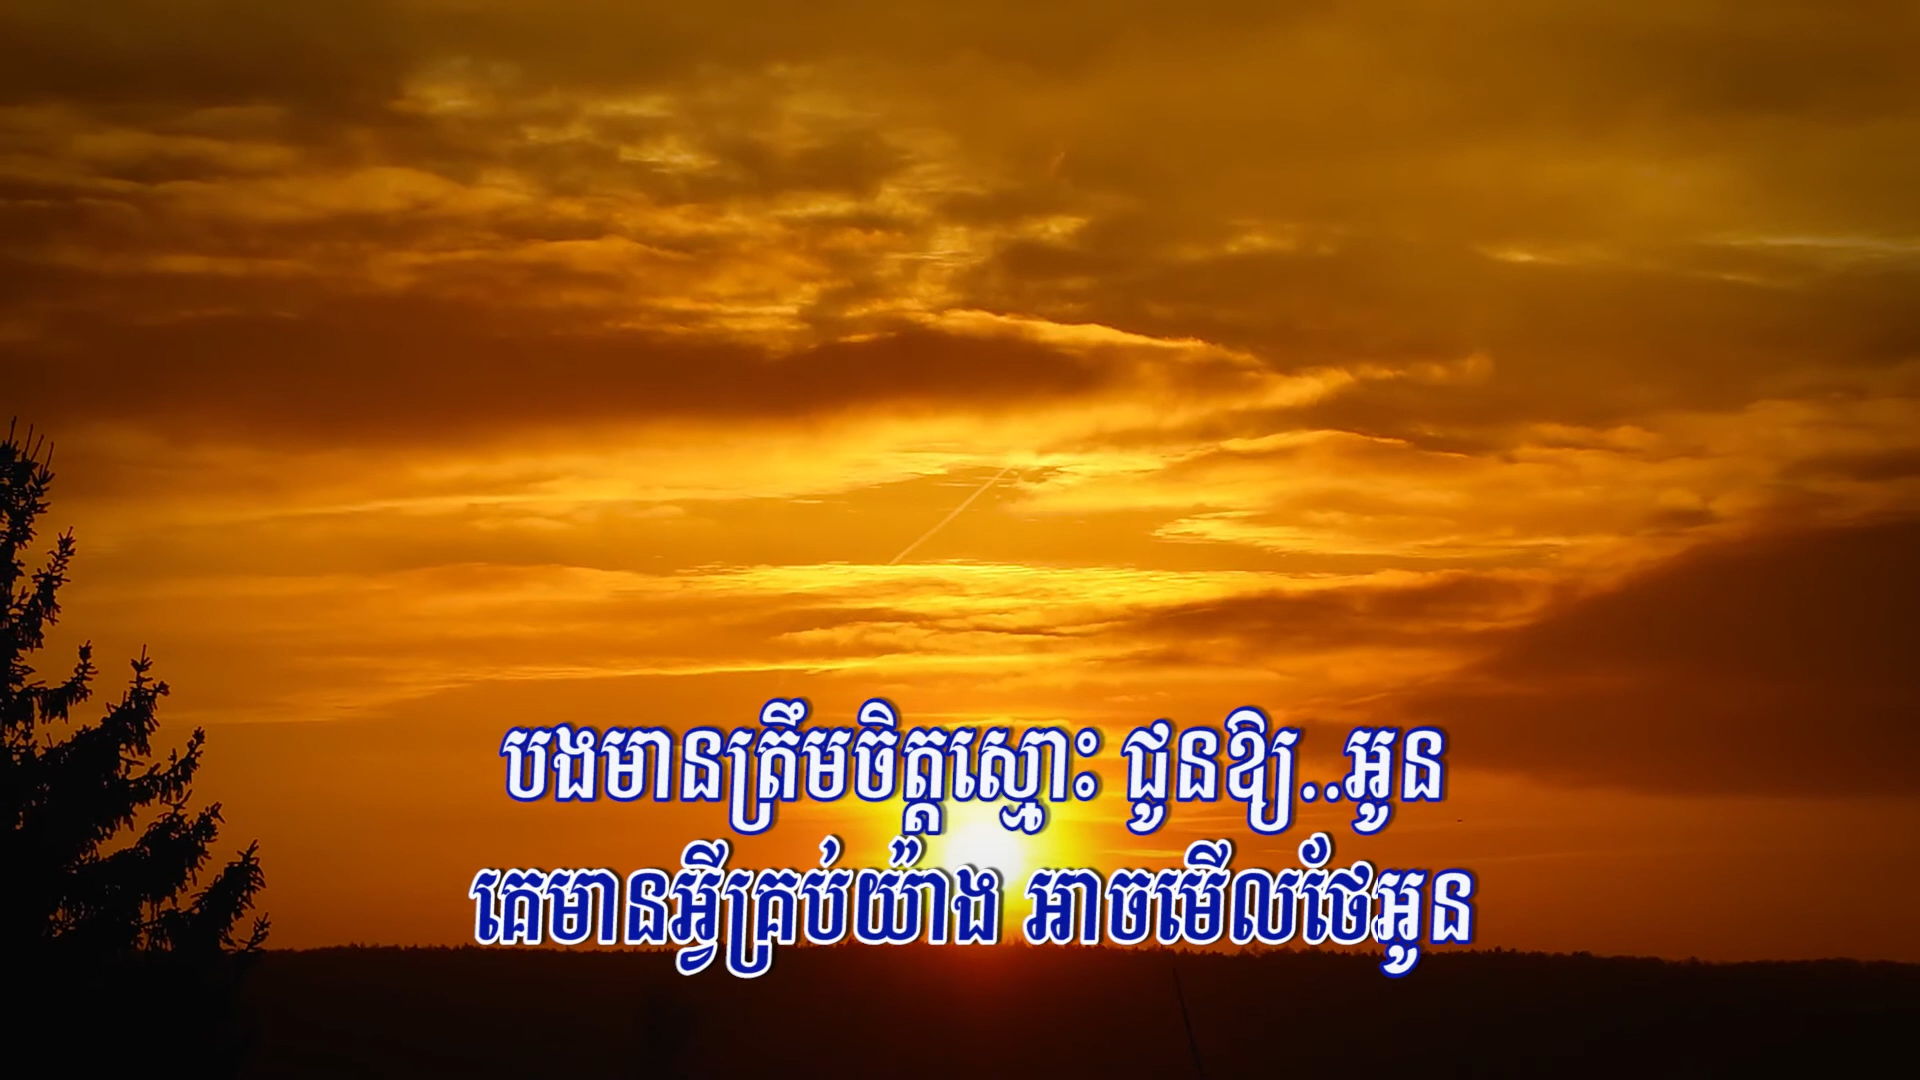 បងមានត្រឹមចិត្តស្មោះ ជូនឱ្យ..អូន
គេមានអ្វីគ្រប់យ៉ាង អាចមើលថែអូន